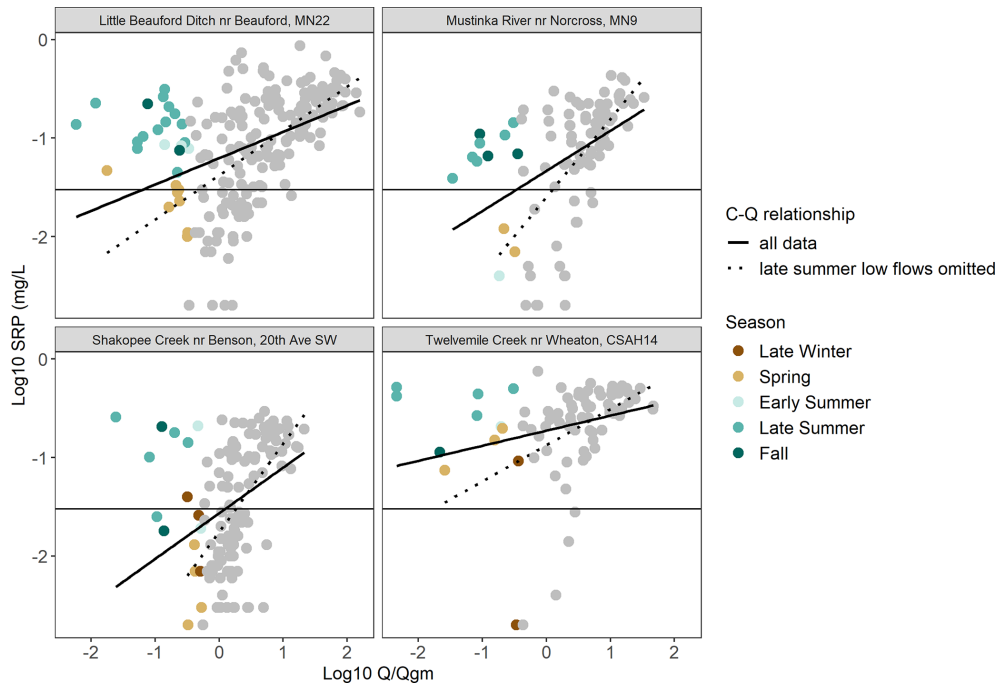 Little Beauford Ditch nr Beauford, MN22
Mustinka River nr Norcross, MN9
0
-1
-2
Shakopee Creek nr Benson, 20th Ave SW
Twelvemile Creek nr Wheaton, CSAH14
0
-1
-2
Log10 SRP (mg/L)
-2 -1 0 1 2
-2 -1 0 1 2
Log10 Q/Qgm
C-Q relationship
all data
late summer low flows omitted
Season
Late Winter
Spring
Early Summer
Late Summer
Fall